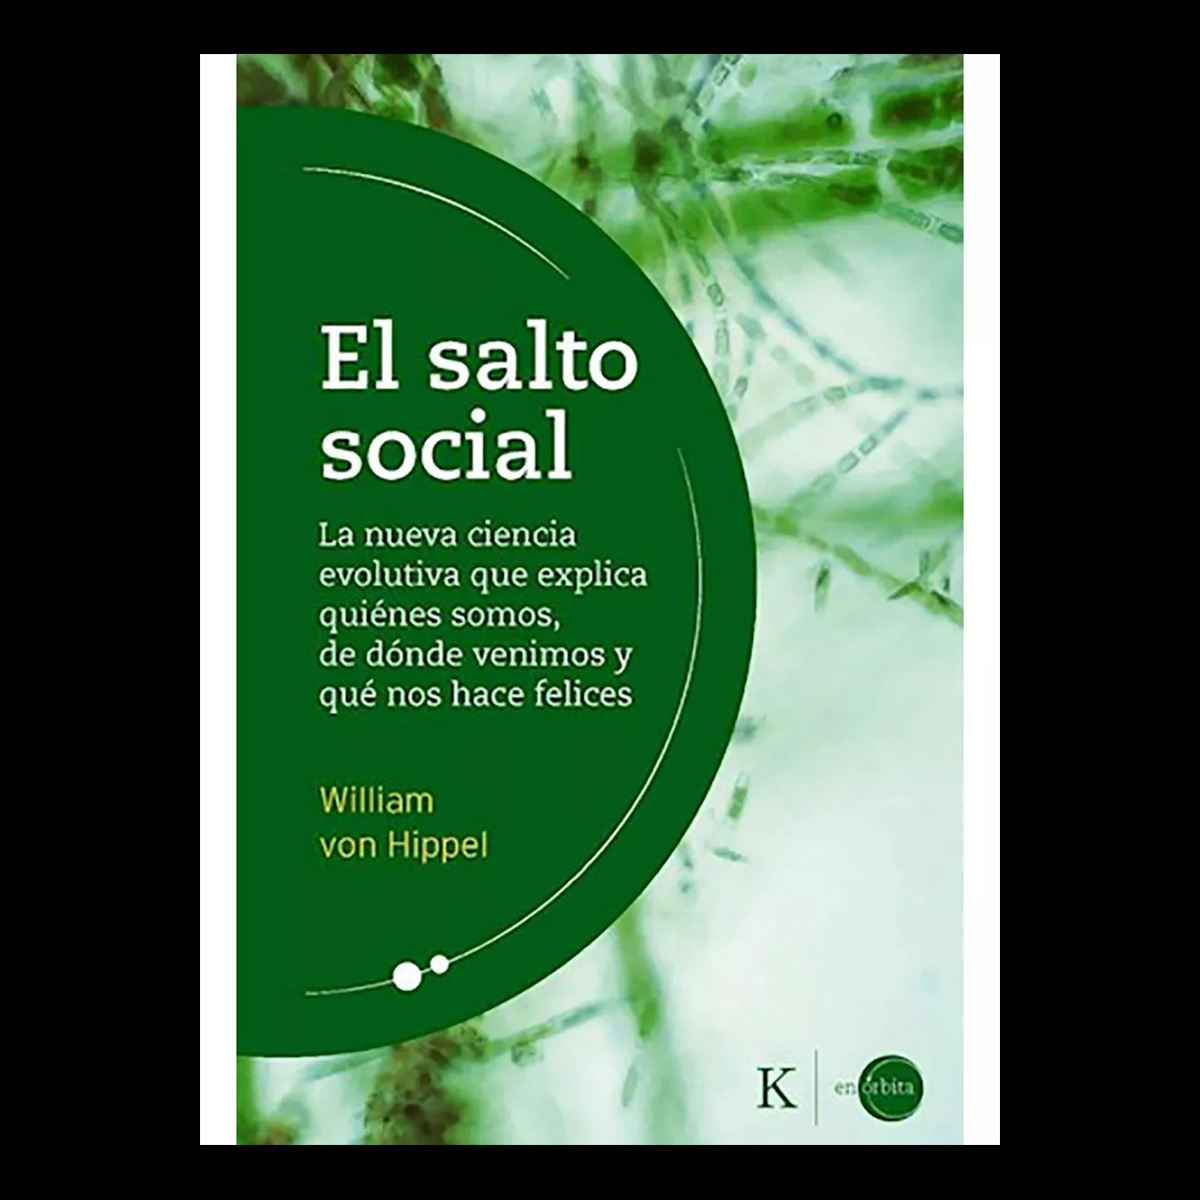 El salto
social
La nueva ciencia
evolutiva que explica
quiénes somos,
de dónde venimos y
qué nos hace felices
William
von Hippel
K
en órbita